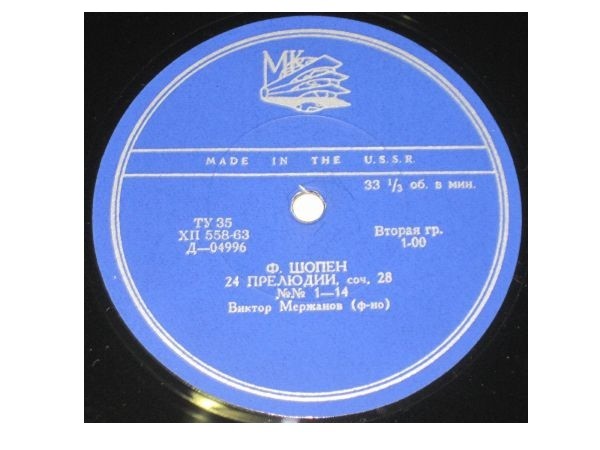 МК
MADE IN THE U.S.S.R.
33 ⅓ об. в мин.
ТУ 35
ХП 558-63
Д—04996
Вторая гр.
1-00
Ф. ШОПЕН
24 ПРЕЛЮДИИ, соч. 28
№№ 1—14
Виктор Мержанов (ф-но)